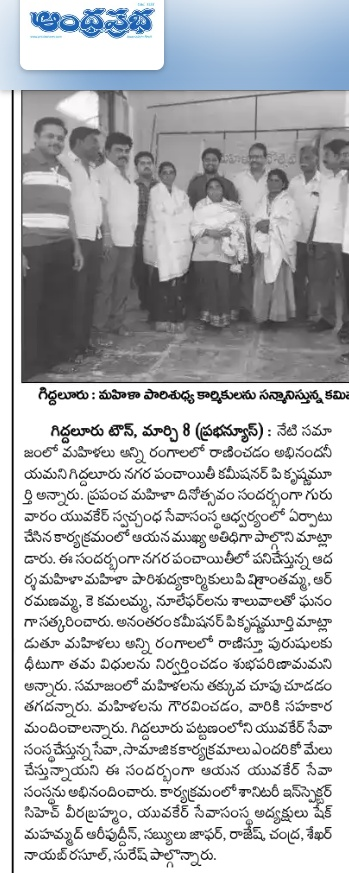 ఆంధ్రప్రభ
గిద్దలూరు : మహిళా పారిశుధ్య కార్మికులను సన్మానిస్తున్న కమిష
గిద్దలూరు టౌన్, మార్చి 8 (ప్రభన్యూస్) : నేటి సమా
జంలో మహిళలు అన్ని రంగాలలో రాణించడం అభినందనీ
యమని గిద్దలూరు నగర పంచాయితీ కమీషనర్ పి కృష్ణమూ
ర్తి అన్నారు. ప్రపంచ మహిళా దినోత్సవం సందర్భంగా గురు
వారం యువకేర్ స్వచ్ఛంధ సేవాసంస్థ ఆధ్వర్యంలో ఏర్పాటు
చేసిన కార్యక్రమంలో ఆయన ముఖ్య అతిథిగా పాల్గొని మాట్లా
డారు. ఈ సందర్భంగా నగర పంచాయితీలో పనిచేస్తున్న ఆద
ర్శ మహిళా మహిళా పారిశుద్యకార్మికులు పి విశ్రాంతమ్మ, ఆర్
రమణమ్మ, కె కమలమ్మ, నూలేఫర్‌లను శాలువాలతో ఘనం
గా సత్కరించారు. అనంతరం కమీషనర్ పి కృష్ణమూర్తి మాట్లా
డుతూ మహిళలు అన్ని రంగాలలో రాణిస్తూ పురుషులకు
ధీటుగా తమ విధులను నిర్వర్తించడం శుభపరిణామమని
అన్నారు. సమాజంలో మహిళలను తక్కువ చూపు చూడడం
తగదన్నారు. మహిళలను గౌరవించడం, వారికి సహకార
మందించాలన్నారు. గిద్దలూరు పట్టణంలోని యువకేర్ సేవా
సంస్థచేస్తున్న సేవా, సామాజిక కార్యక్రమాలు ఎందరికో మేలు
చేస్తున్నాయని ఈ సందర్భంగా ఆయన యువకేర్ సేవా
సంస్థను అభినందించారు. కార్యక్రమంలో శానిటరీ ఇన్‌స్పెక్టర్
సిహెచ్ వీరబ్రహ్మం, యువకేర్ సేవాసంస్థ అధ్యక్షులు షేక్
మహమ్మద్ ఆరీఫుద్దీన్, సభ్యులు జాఫర్, రాజేష్, చంద్ర, శేఖర్
నాయబ్ రసూల్, సురేష్ పాల్గొన్నారు.